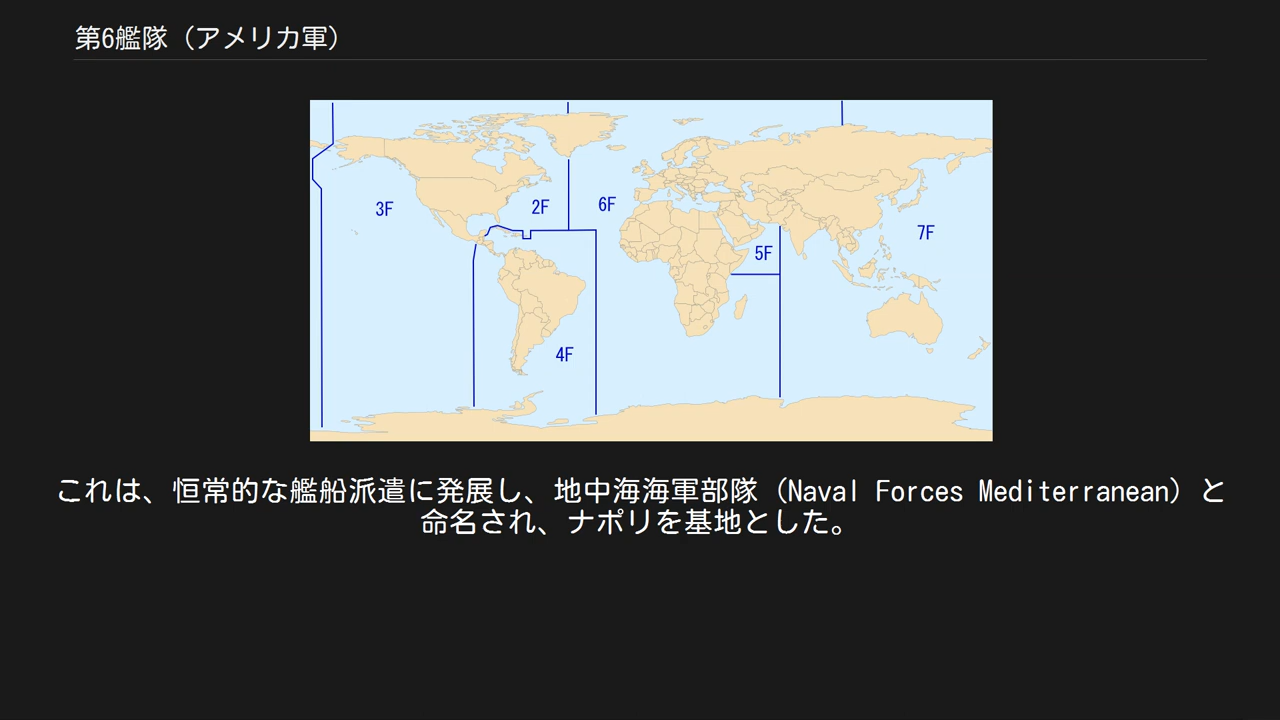 第6艦隊（アメリカ軍）
3F
2F
6F
7F
5F
4F
これは、恒常的な艦船派遣に発展し、地中海海軍部隊（Naval Forces Mediterranean）と
命名され、ナポリを基地とした。